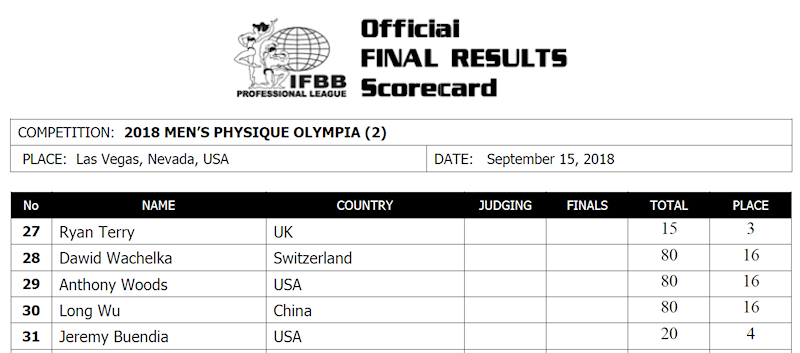 Official
FINAL RESULTS
Scorecard
IFBB
PROFESSIONAL LEAGUE
COMPETITION: 2018 MEN’S PHYSIQUE OLYMPIA (2)
PLACE: Las Vegas, Nevada, USA DATE: September 15, 2018
No NAME COUNTRY JUDGING FINALS TOTAL PLACE
27 Ryan Terry UK 15 3
28 Dawid Wachelka Switzerland 80 16
29 Anthony Woods USA 80 16
30 Long Wu China 80 16
31 Jeremy Buendia USA 20 4